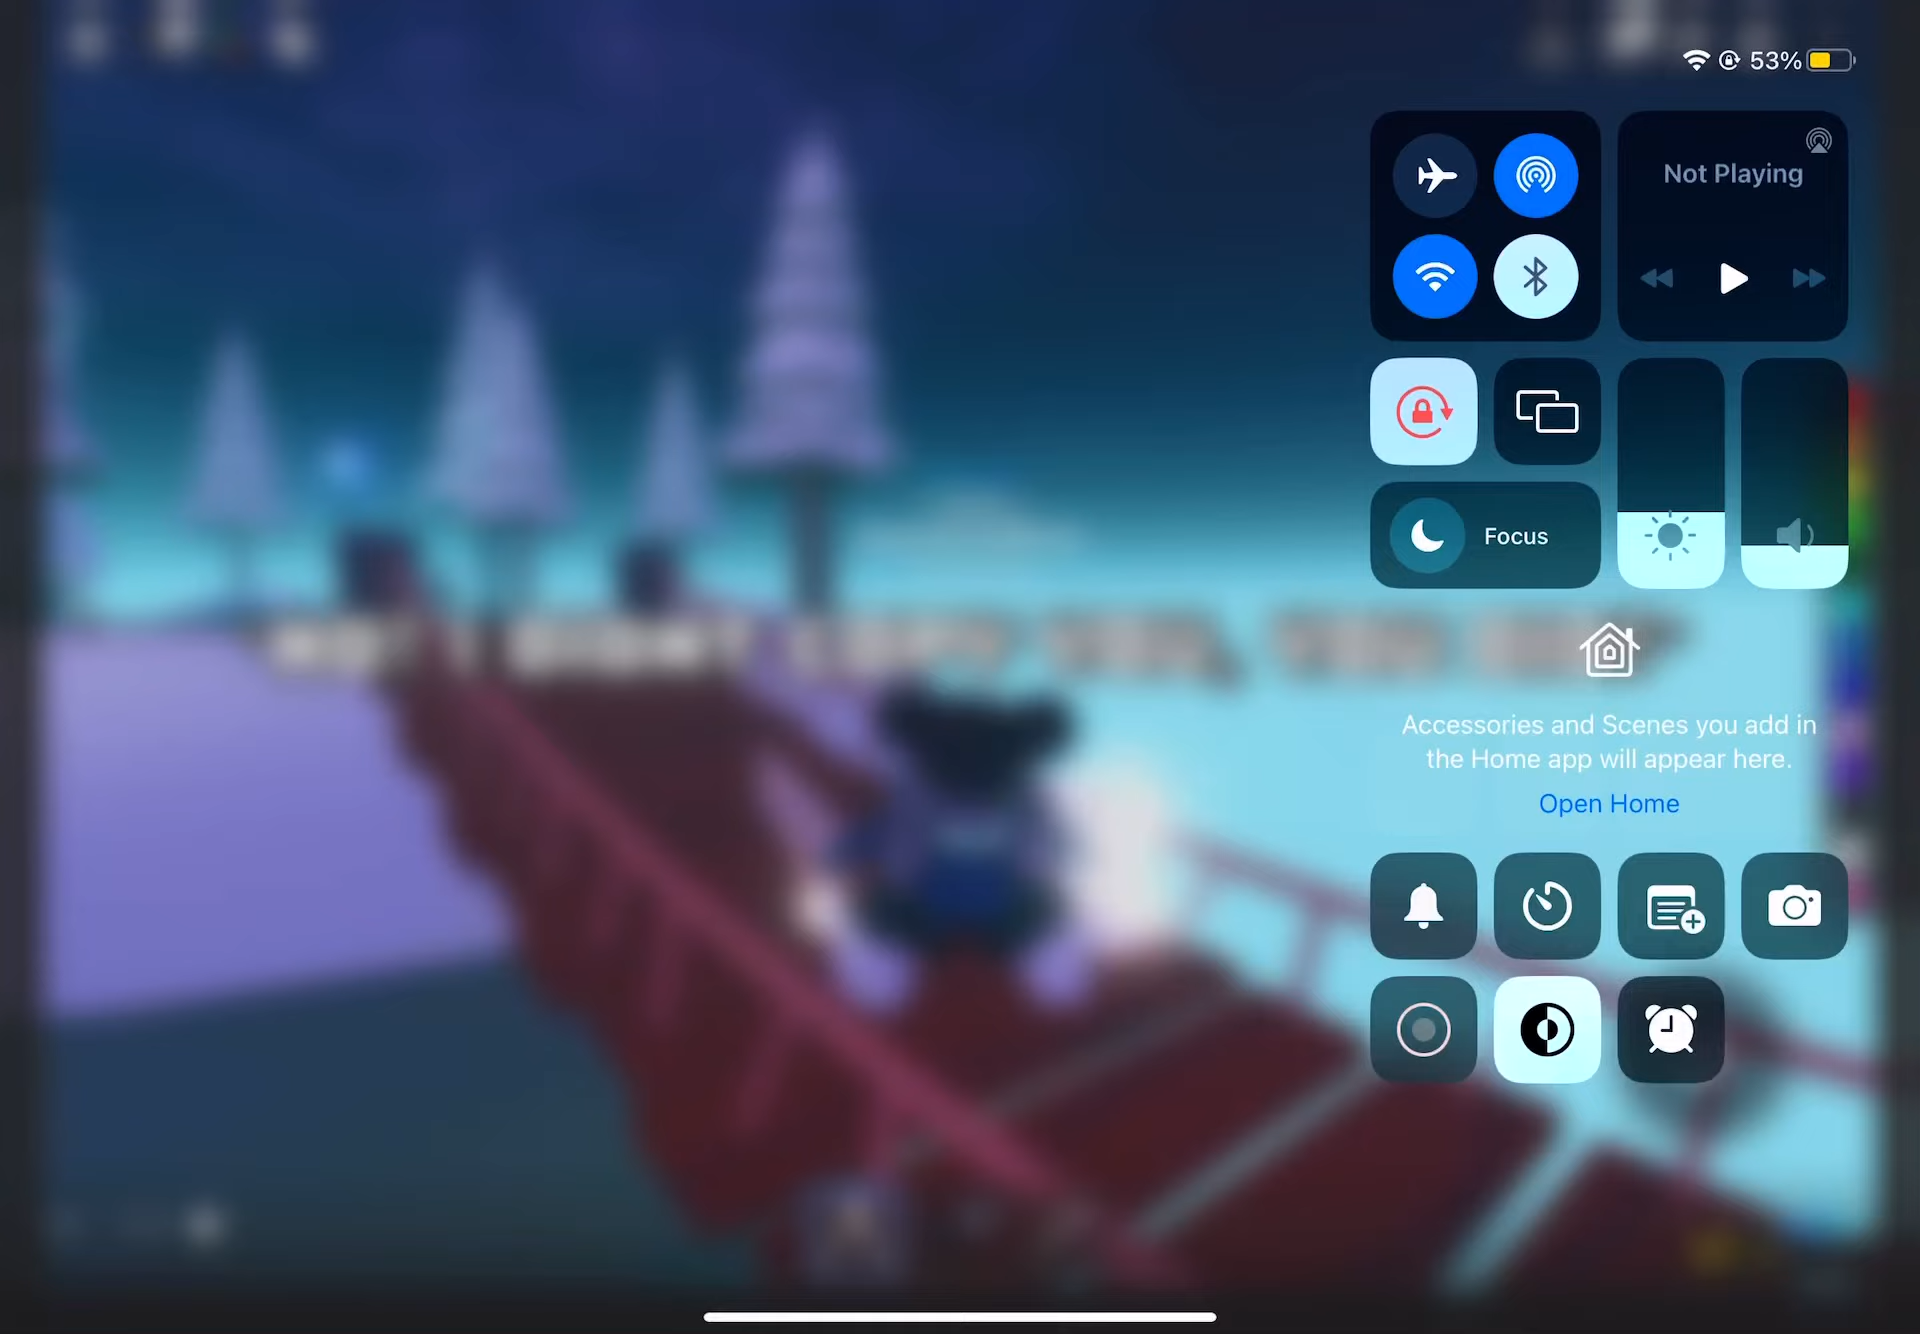 53%
Not Playing
Focus
Accessories and Scenes you add in
the Home app will appear here.
Open Home